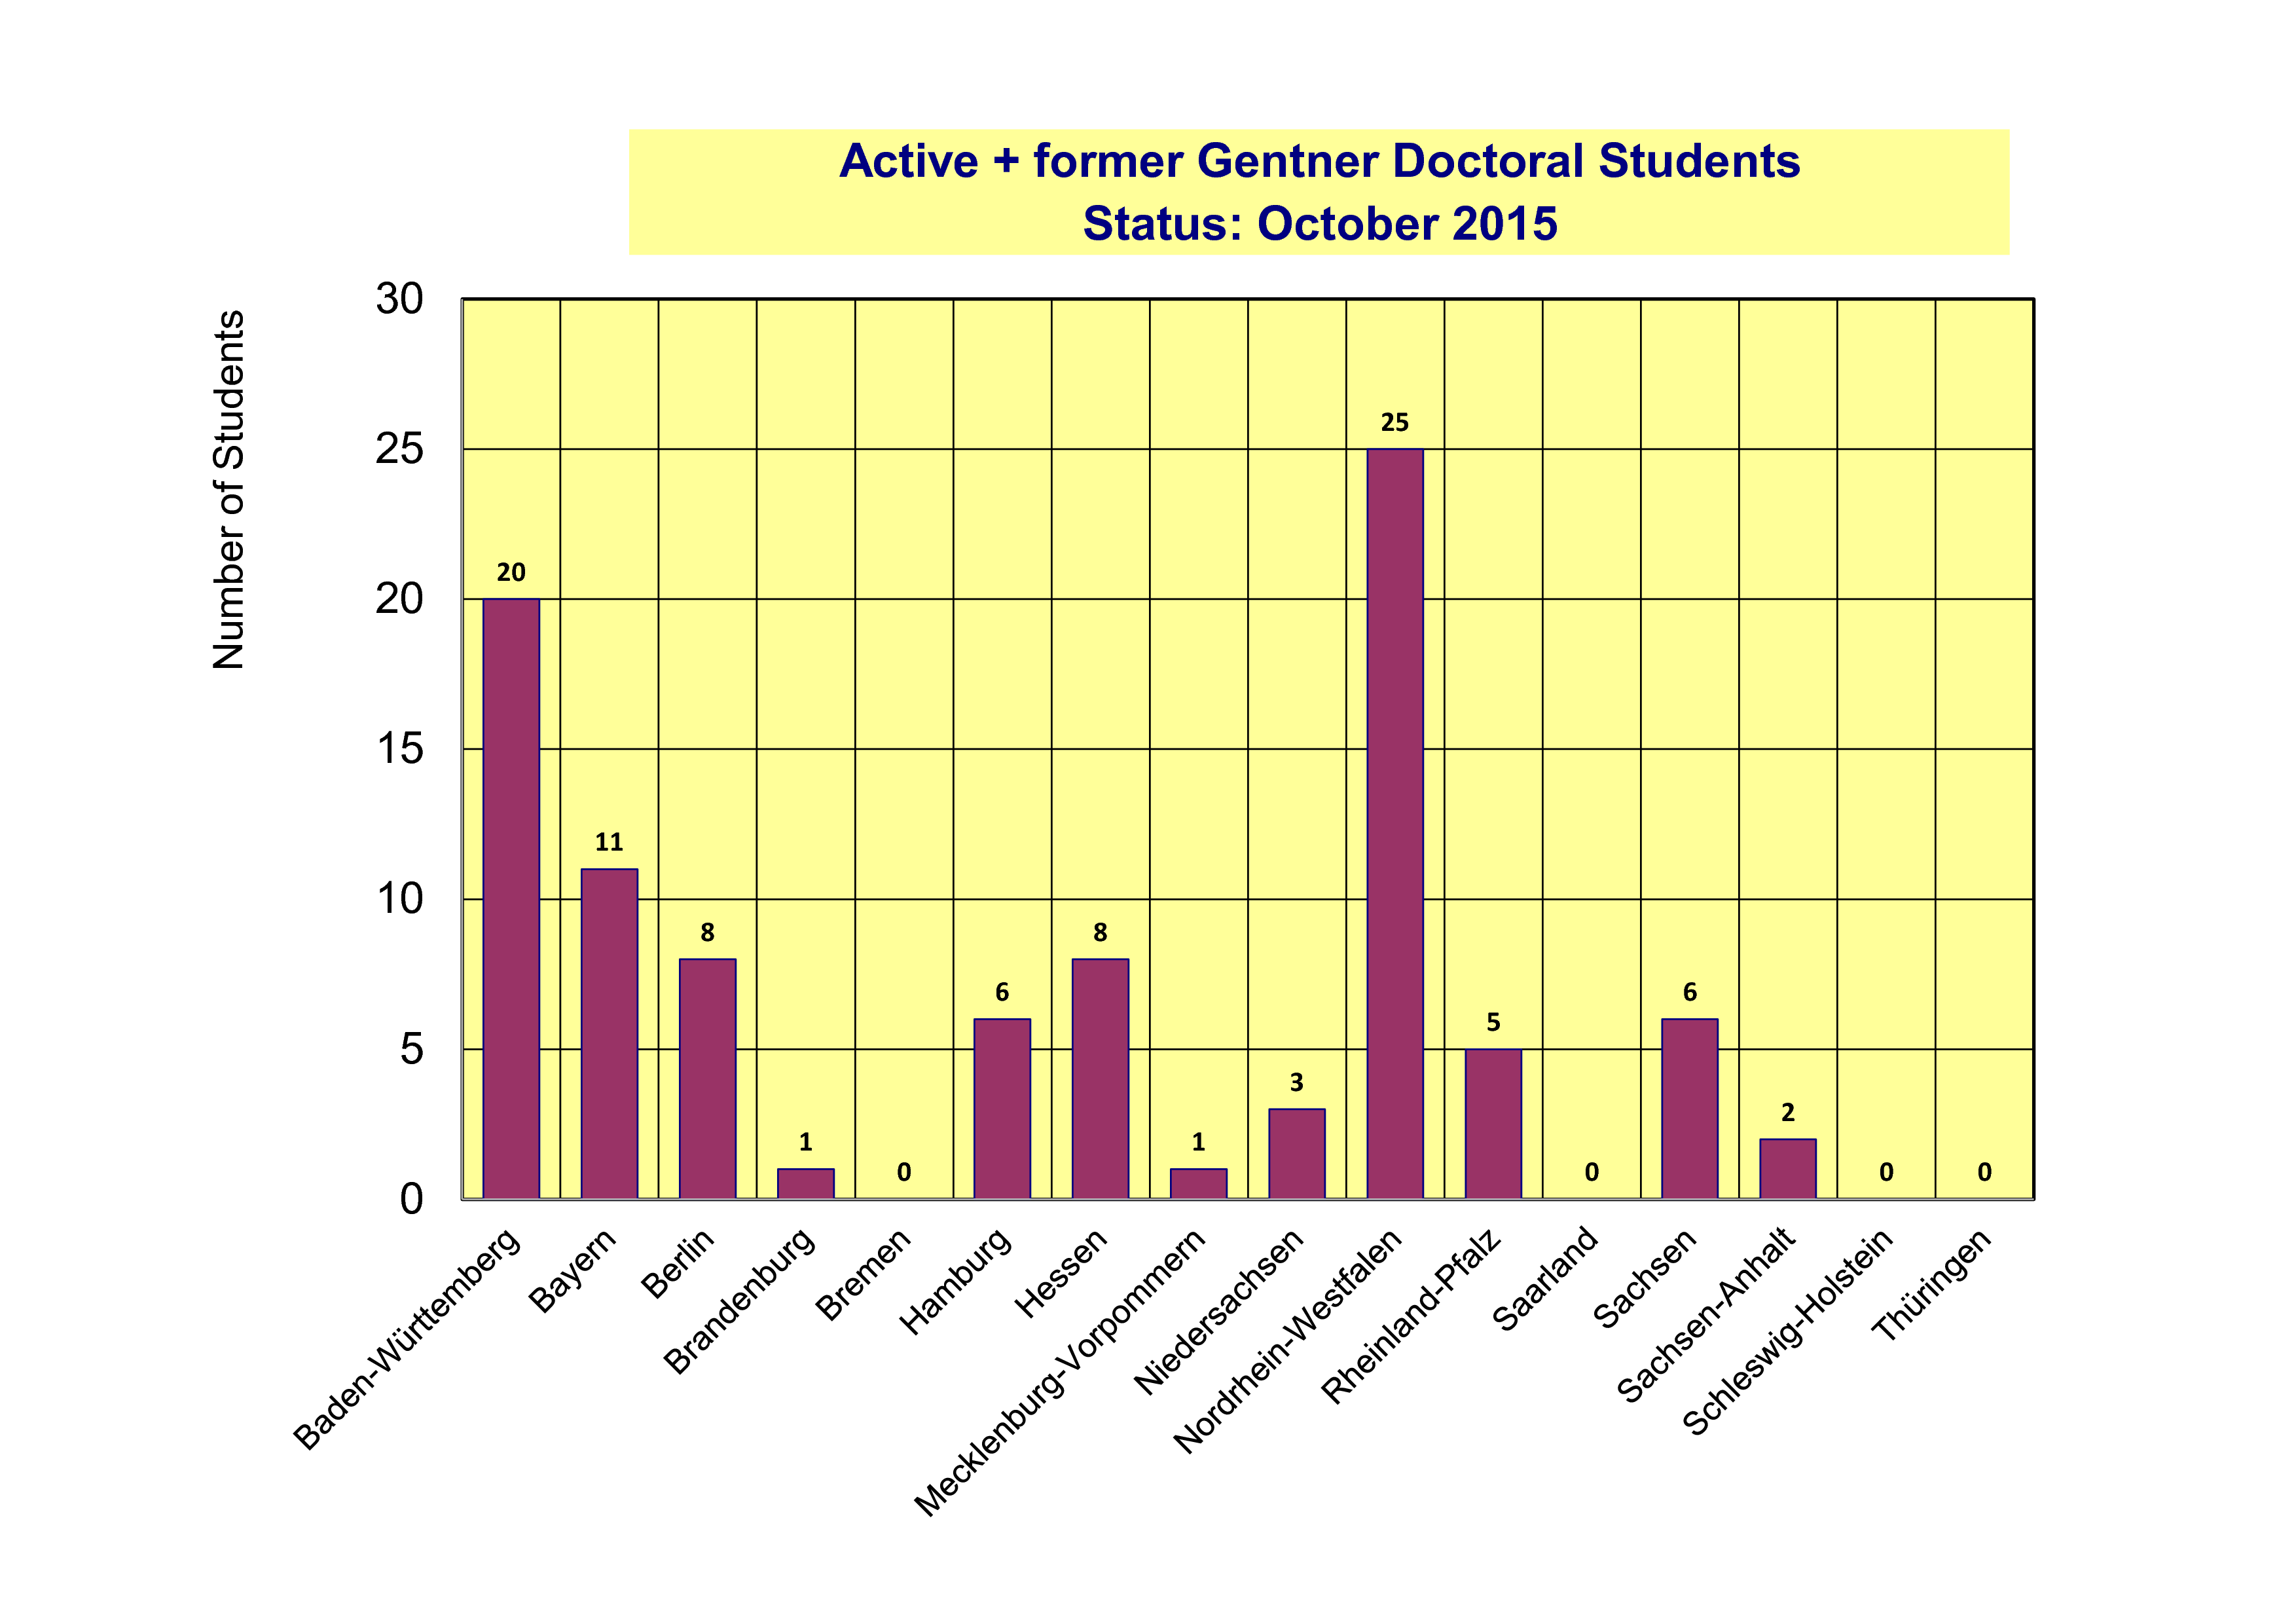 Active + former Gentner Doctoral Students
Status: October 2015
Number of Students
30
25
20
15
10
5
0
20
11
8
1
0
6
8
1
3
25
5
0
6
2
0
0
Baden-Württemberg
Bayern
Berlin
Brandenburg
Bremen
Hamburg
Hessen
Mecklenburg-Vorpommern
Niedersachsen
Nordrhein-Westfalen
Rheinland-Pfalz
Saarland
Sachsen
Sachsen-Anhalt
Schleswig-Holstein
Thüringen